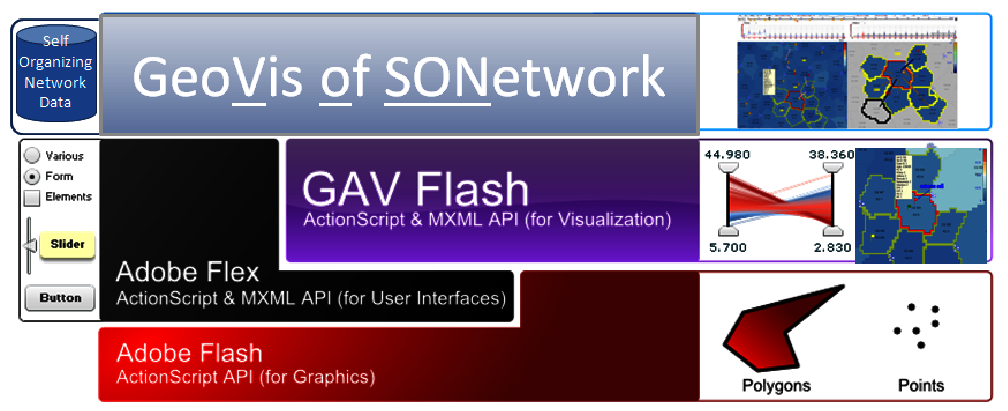 Self
Organizing
Network
Data
GeoVis of SONetwork
Various
Form
Elements
Slider
Button
GAV Flash
ActionScript & MXML API (for Visualization)
44.980
38.360
5.700
2.830
Adobe Flex
ActionScript & MXML API (for User Interfaces)
Adobe Flash
ActionScript API (for Graphics)
Polygons
Points